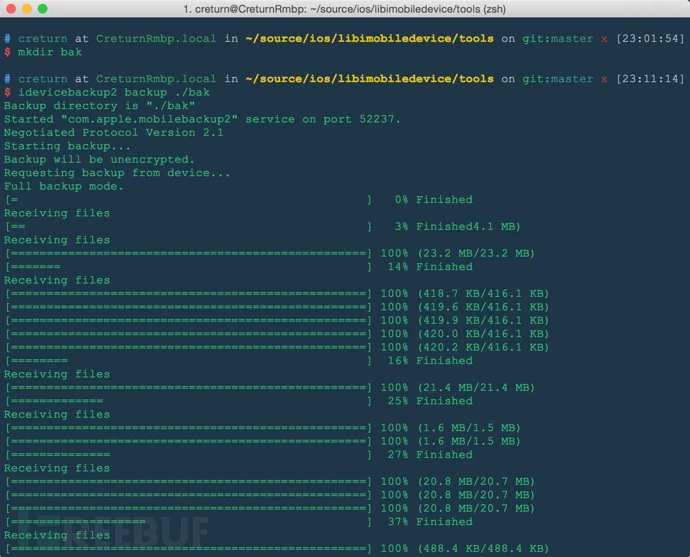 1. creturn@CreturnRmbp: ~/source/ios/libimobiledevice/tools (zsh)
# creturn at CreturnRmbp.local in ~/source/ios/libimobiledevice/tools on git:master x [23:01:54]
$ mkdir bak
# creturn at CreturnRmbp.local in ~/source/ios/libimobiledevice/tools on git:master x [23:11:14]
$ idevicebackup2 backup ./bak
Backup directory is "./bak"
Started "com.apple.mobilebackup2" service on port 52237.
Negotiated Protocol Version 2.1
Starting backup...
Backup will be unencrypted.
Requesting backup from device...
Full backup mode.
[=                                                 ]   0% Finished
Receiving files
[==                                                ]   3% Finished4.1 MB)
Receiving files
[==================================================] 100% (23.2 MB/23.2 MB)
[=======                                           ]  14% Finished
Receiving files
[==================================================] 100% (418.7 KB/416.1 KB)
[==================================================] 100% (419.6 KB/416.1 KB)
[==================================================] 100% (419.9 KB/416.1 KB)
[==================================================] 100% (420.0 KB/416.1 KB)
[==================================================] 100% (420.2 KB/416.1 KB)
[========                                          ]  16% Finished
Receiving files
[==================================================] 100% (21.4 MB/21.4 MB)
[=============                                     ]  25% Finished
Receiving files
[==================================================] 100% (1.6 MB/1.5 MB)
[==================================================] 100% (1.6 MB/1.5 MB)
[==============                                    ]  27% Finished
Receiving files
[==================================================] 100% (20.8 MB/20.7 MB)
[==================================================] 100% (20.8 MB/20.7 MB)
[==================================================] 100% (20.8 MB/20.7 MB)
[===================                               ]  37% Finished
Receiving files
[==================================================] 100% (488.4 KB/488.4 KB)
FREEBUF